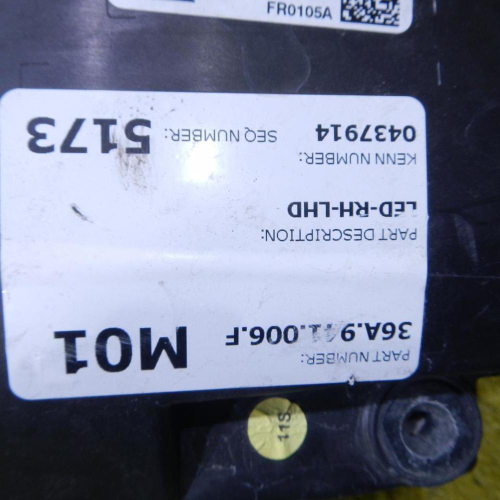 PART NUMBER:
36A.941.006.F M01
PART DESCRIPTION:
LED-RH-LHD
KENN NUMBER: SEQ NUMBER:
0437914 5173
FR0105A
11S